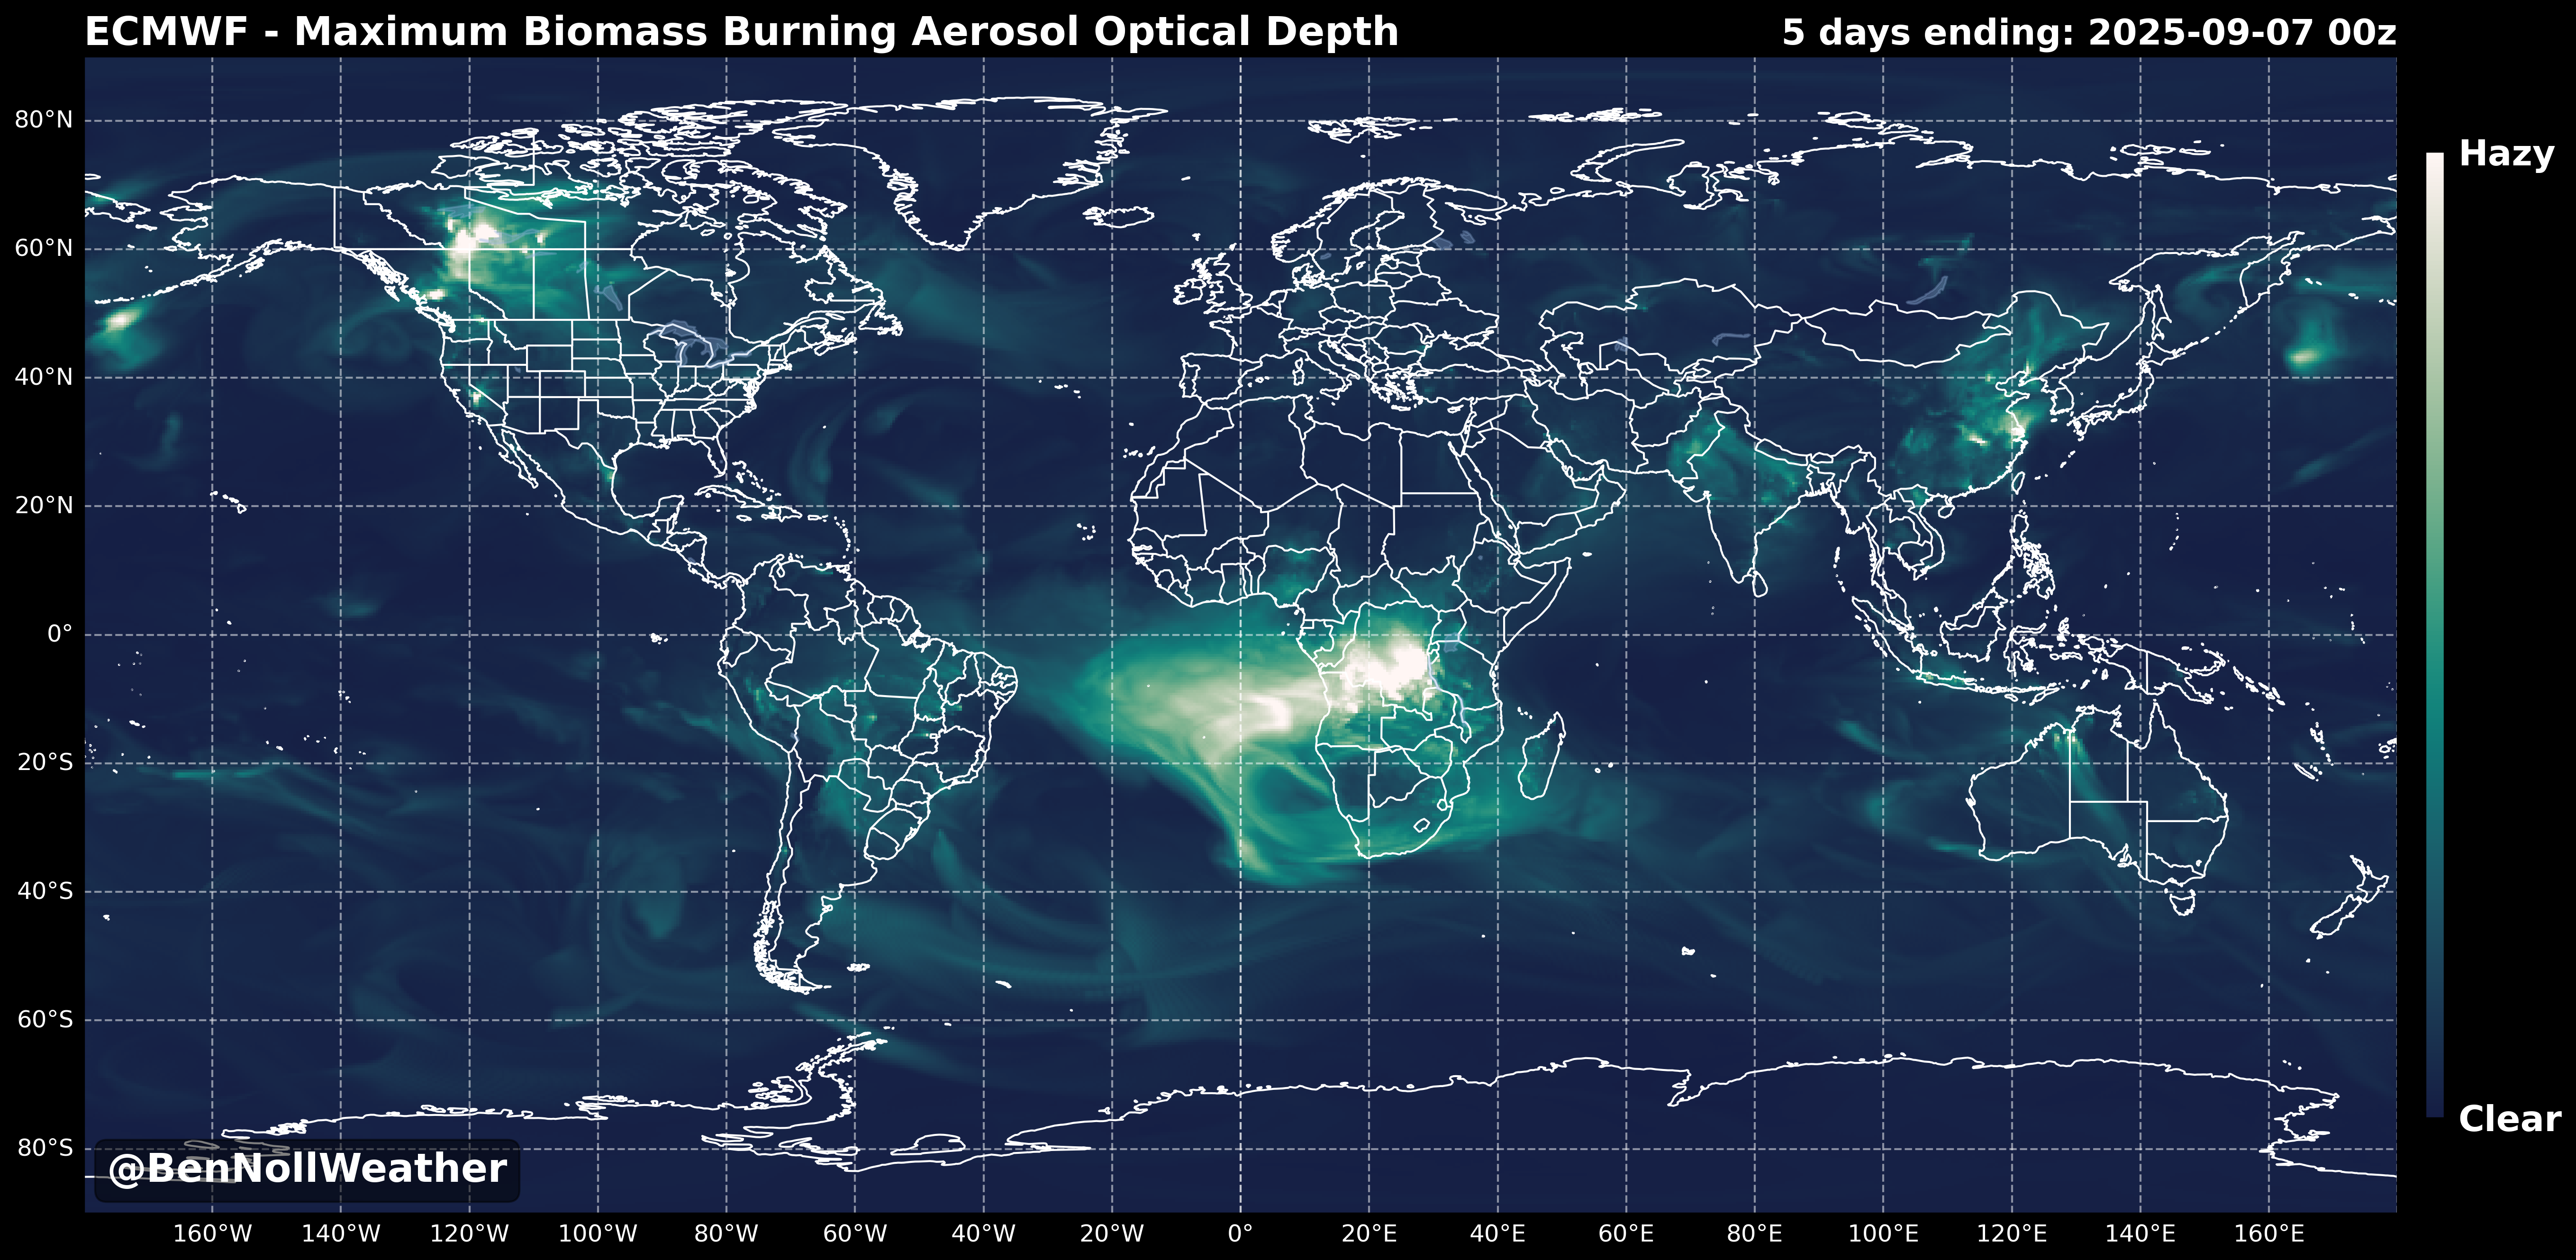 ECMWF - Maximum Biomass Burning Aerosol Optical Depth
5 days ending: 2025-09-07 00z
Hazy
Clear
80°N
60°N
40°N
20°N
0°
20°S
40°S
60°S
80°S
@BenNollWeather
160°W 140°W 120°W 100°W 80°W 60°W 40°W 20°W 0° 20°E 40°E 60°E 80°E 100°E 120°E 140°E 160°E